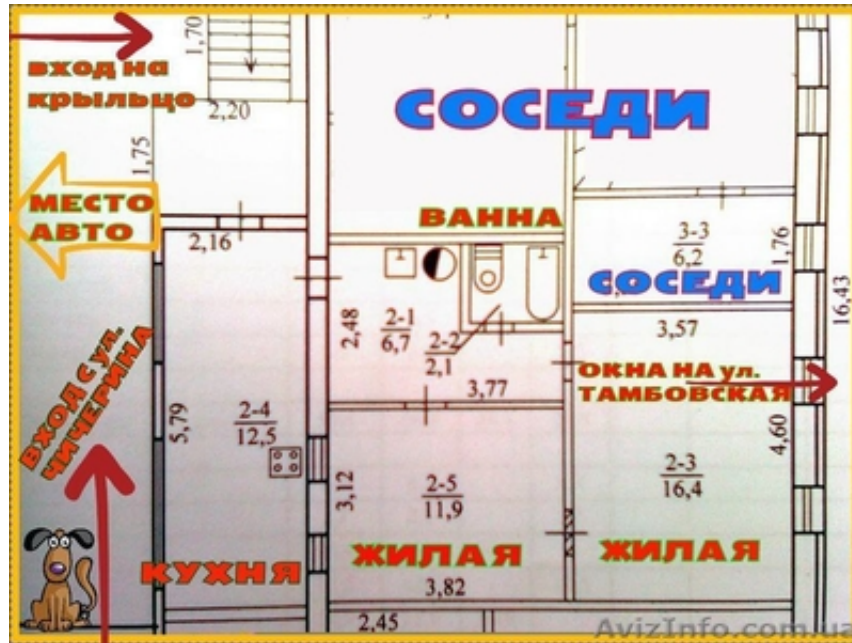 1,70
вход на
крыльцо
2,20
СОСЕДИ
1,75
МЕСТО
АВТО
2,16
ВАННА
3-3
6,2
1,76
СОСЕДИ
16,43
2,48
2-1
6,7
2-2
2,1
3,57
3,77
ОКНА НА ул.
ТАМБОВСКАЯ
ВХОД С ул.
ЧИЧЕРИНА
5,79
2-4
12,5
4,60
3,12
2-5
11,9
2-3
16,4
КУХНЯ
ЖИЛАЯ
ЖИЛАЯ
3,82
2,45
AvizInfo.com.ua